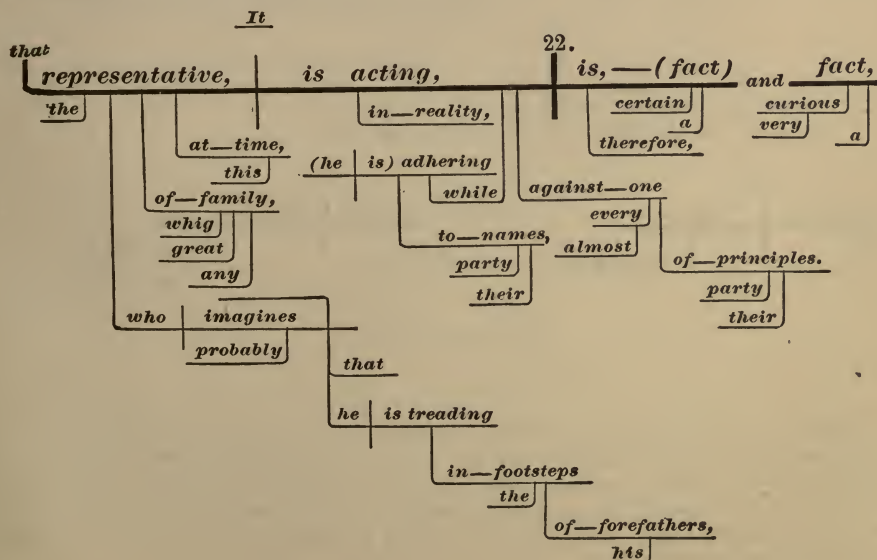 It
that 22.
representative, is acting, is,—(fact) and fact,
the in—reality, certain curious
a very
at—time, therefore, a
this (he is) adhering
of—family, while against—one
whig every
great to—names, almost
any party of—principles.
their party
who imagines their
probably
that
he is treading
in—footsteps
the
of—forefathers,
his